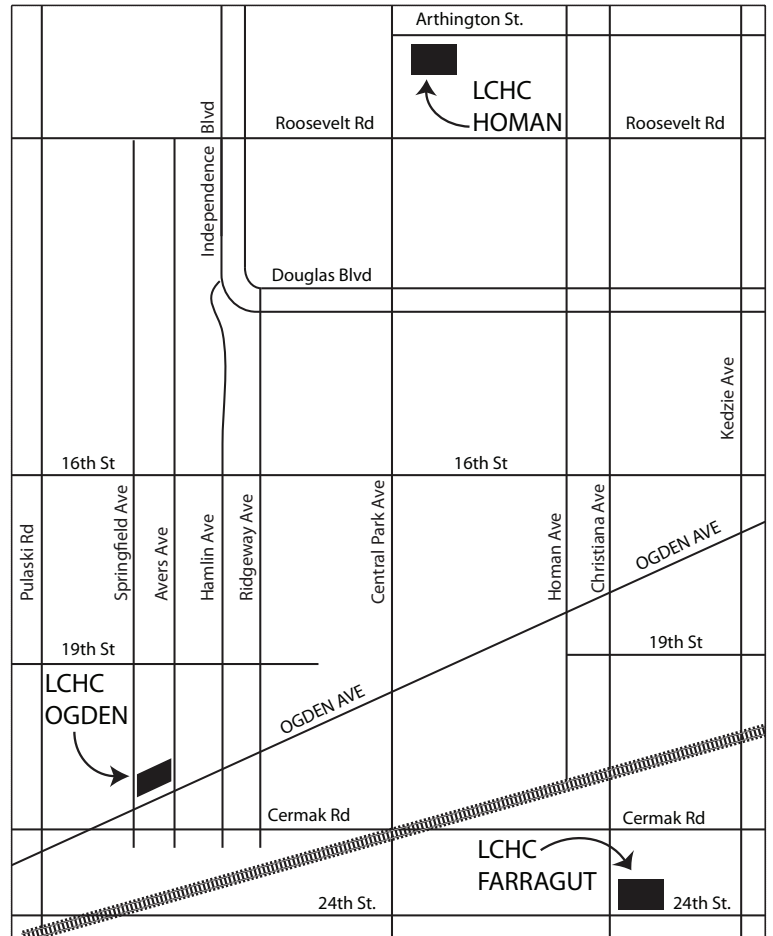 Arthington St.
LCHC
HOMAN
Independence Blvd
Roosevelt Rd
Roosevelt Rd
Douglas Blvd
Kedzie Ave
16th St
16th St
Pulaski Rd
Springfield Ave
Avers Ave
Hamlin Ave
Ridgeway Ave
Central Park Ave
Homan Ave
Christiana Ave
OGDEN AVE
19th St
19th St
LCHC
OGDEN
OGDEN AVE
Cermak Rd
Cermak Rd
LCHC
FARRAGUT
24th St.
24th St.